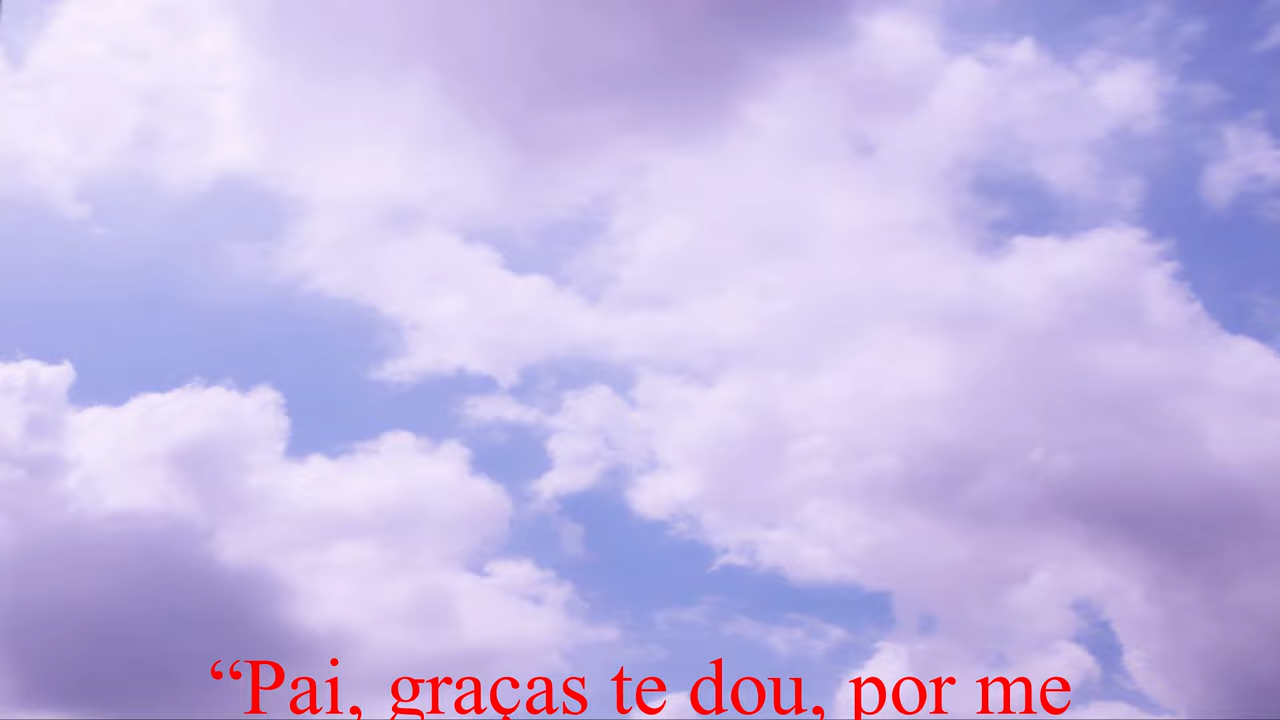 “Pai, graças te dou, por me